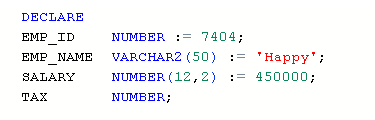 DECLARE
EMP_ID    NUMBER := 7404;
EMP_NAME  VARCHAR2(50) := 'Happy';
SALARY    NUMBER(12,2) := 450000;
TAX       NUMBER;